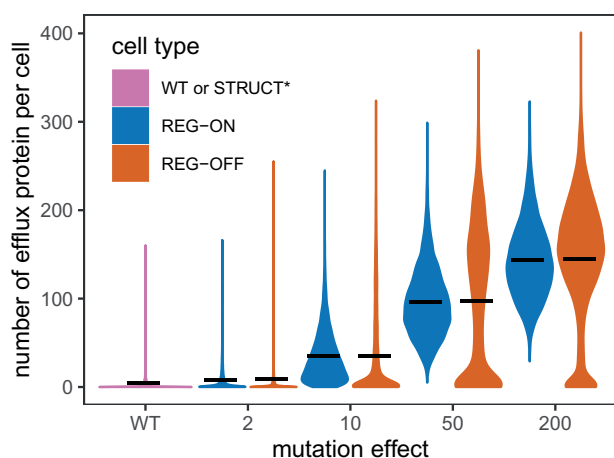 number of efflux protein per cell
400
300
200
100
0
cell type
WT or STRUCT*
REG−ON
REG−OFF
WT 2 10 50 200
mutation effect